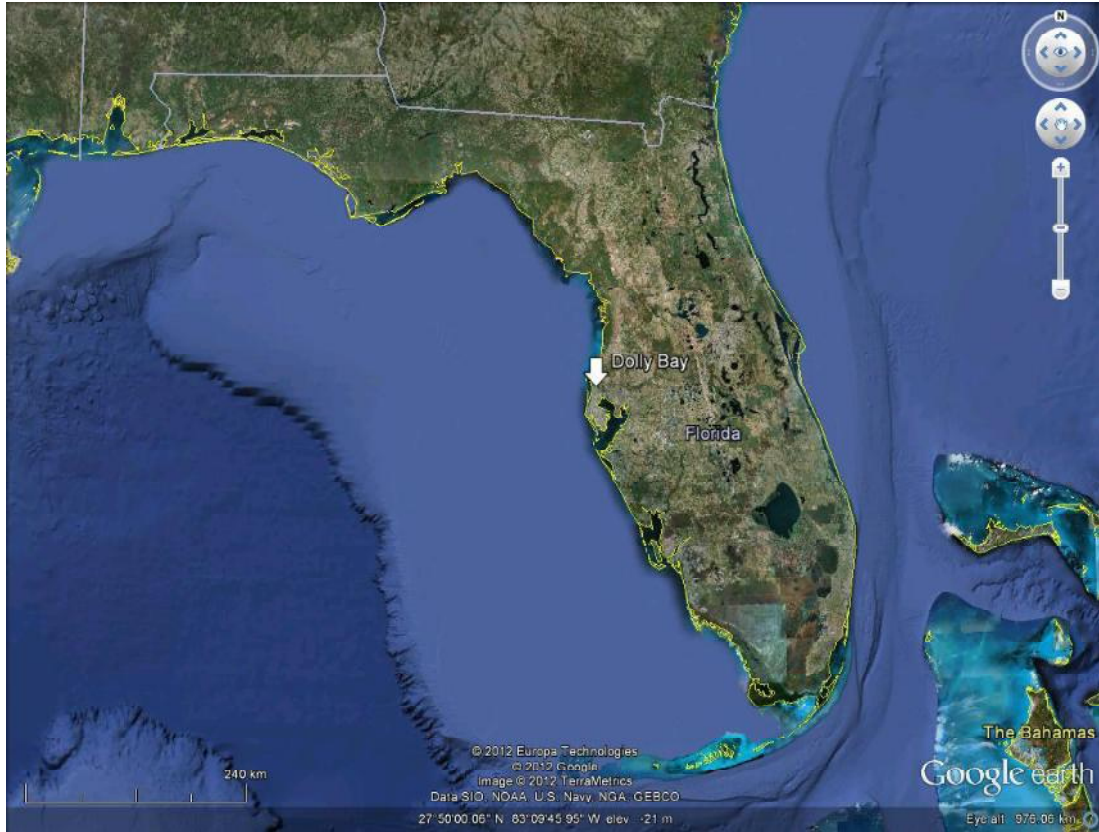 N
Dolly Bay
Florida
The Bahamas
© 2012 Europa Technologies
© 2012 Google
Image © 2012 TerraMetrics
Data SIO, NOAA, U.S. Navy, NGA, GEBCO
240 km
Google earth
27°50'00.06" N 83°09'45.95" W elev -21 m
Eye alt 976.06 km